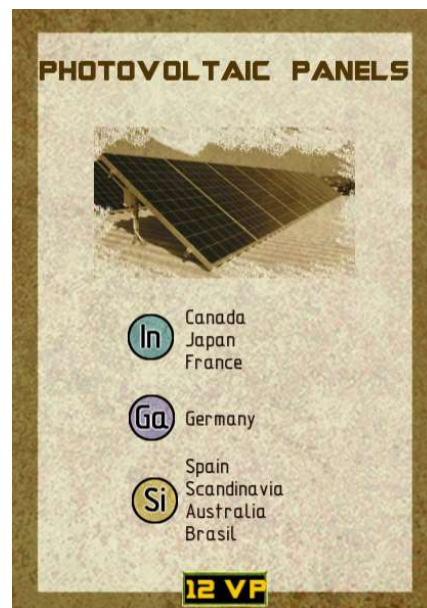 PHOTOVOLTAIC PANELS
In
Canada
Japan
France
Ga
Germany
Si
Spain
Scandinavia
Australia
Brasil
12 VP